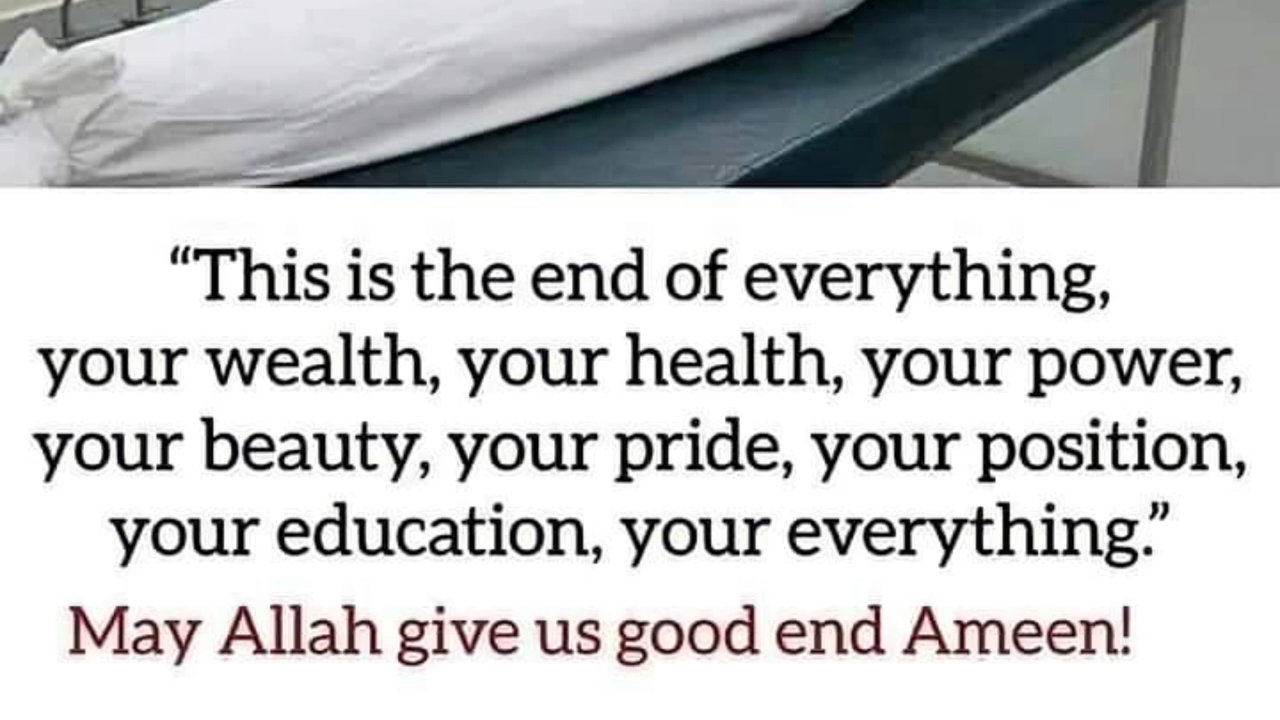 “This is the end of everything,
your wealth, your health, your power,
your beauty, your pride, your position,
your education, your everything.”
May Allah give us good end Ameen!